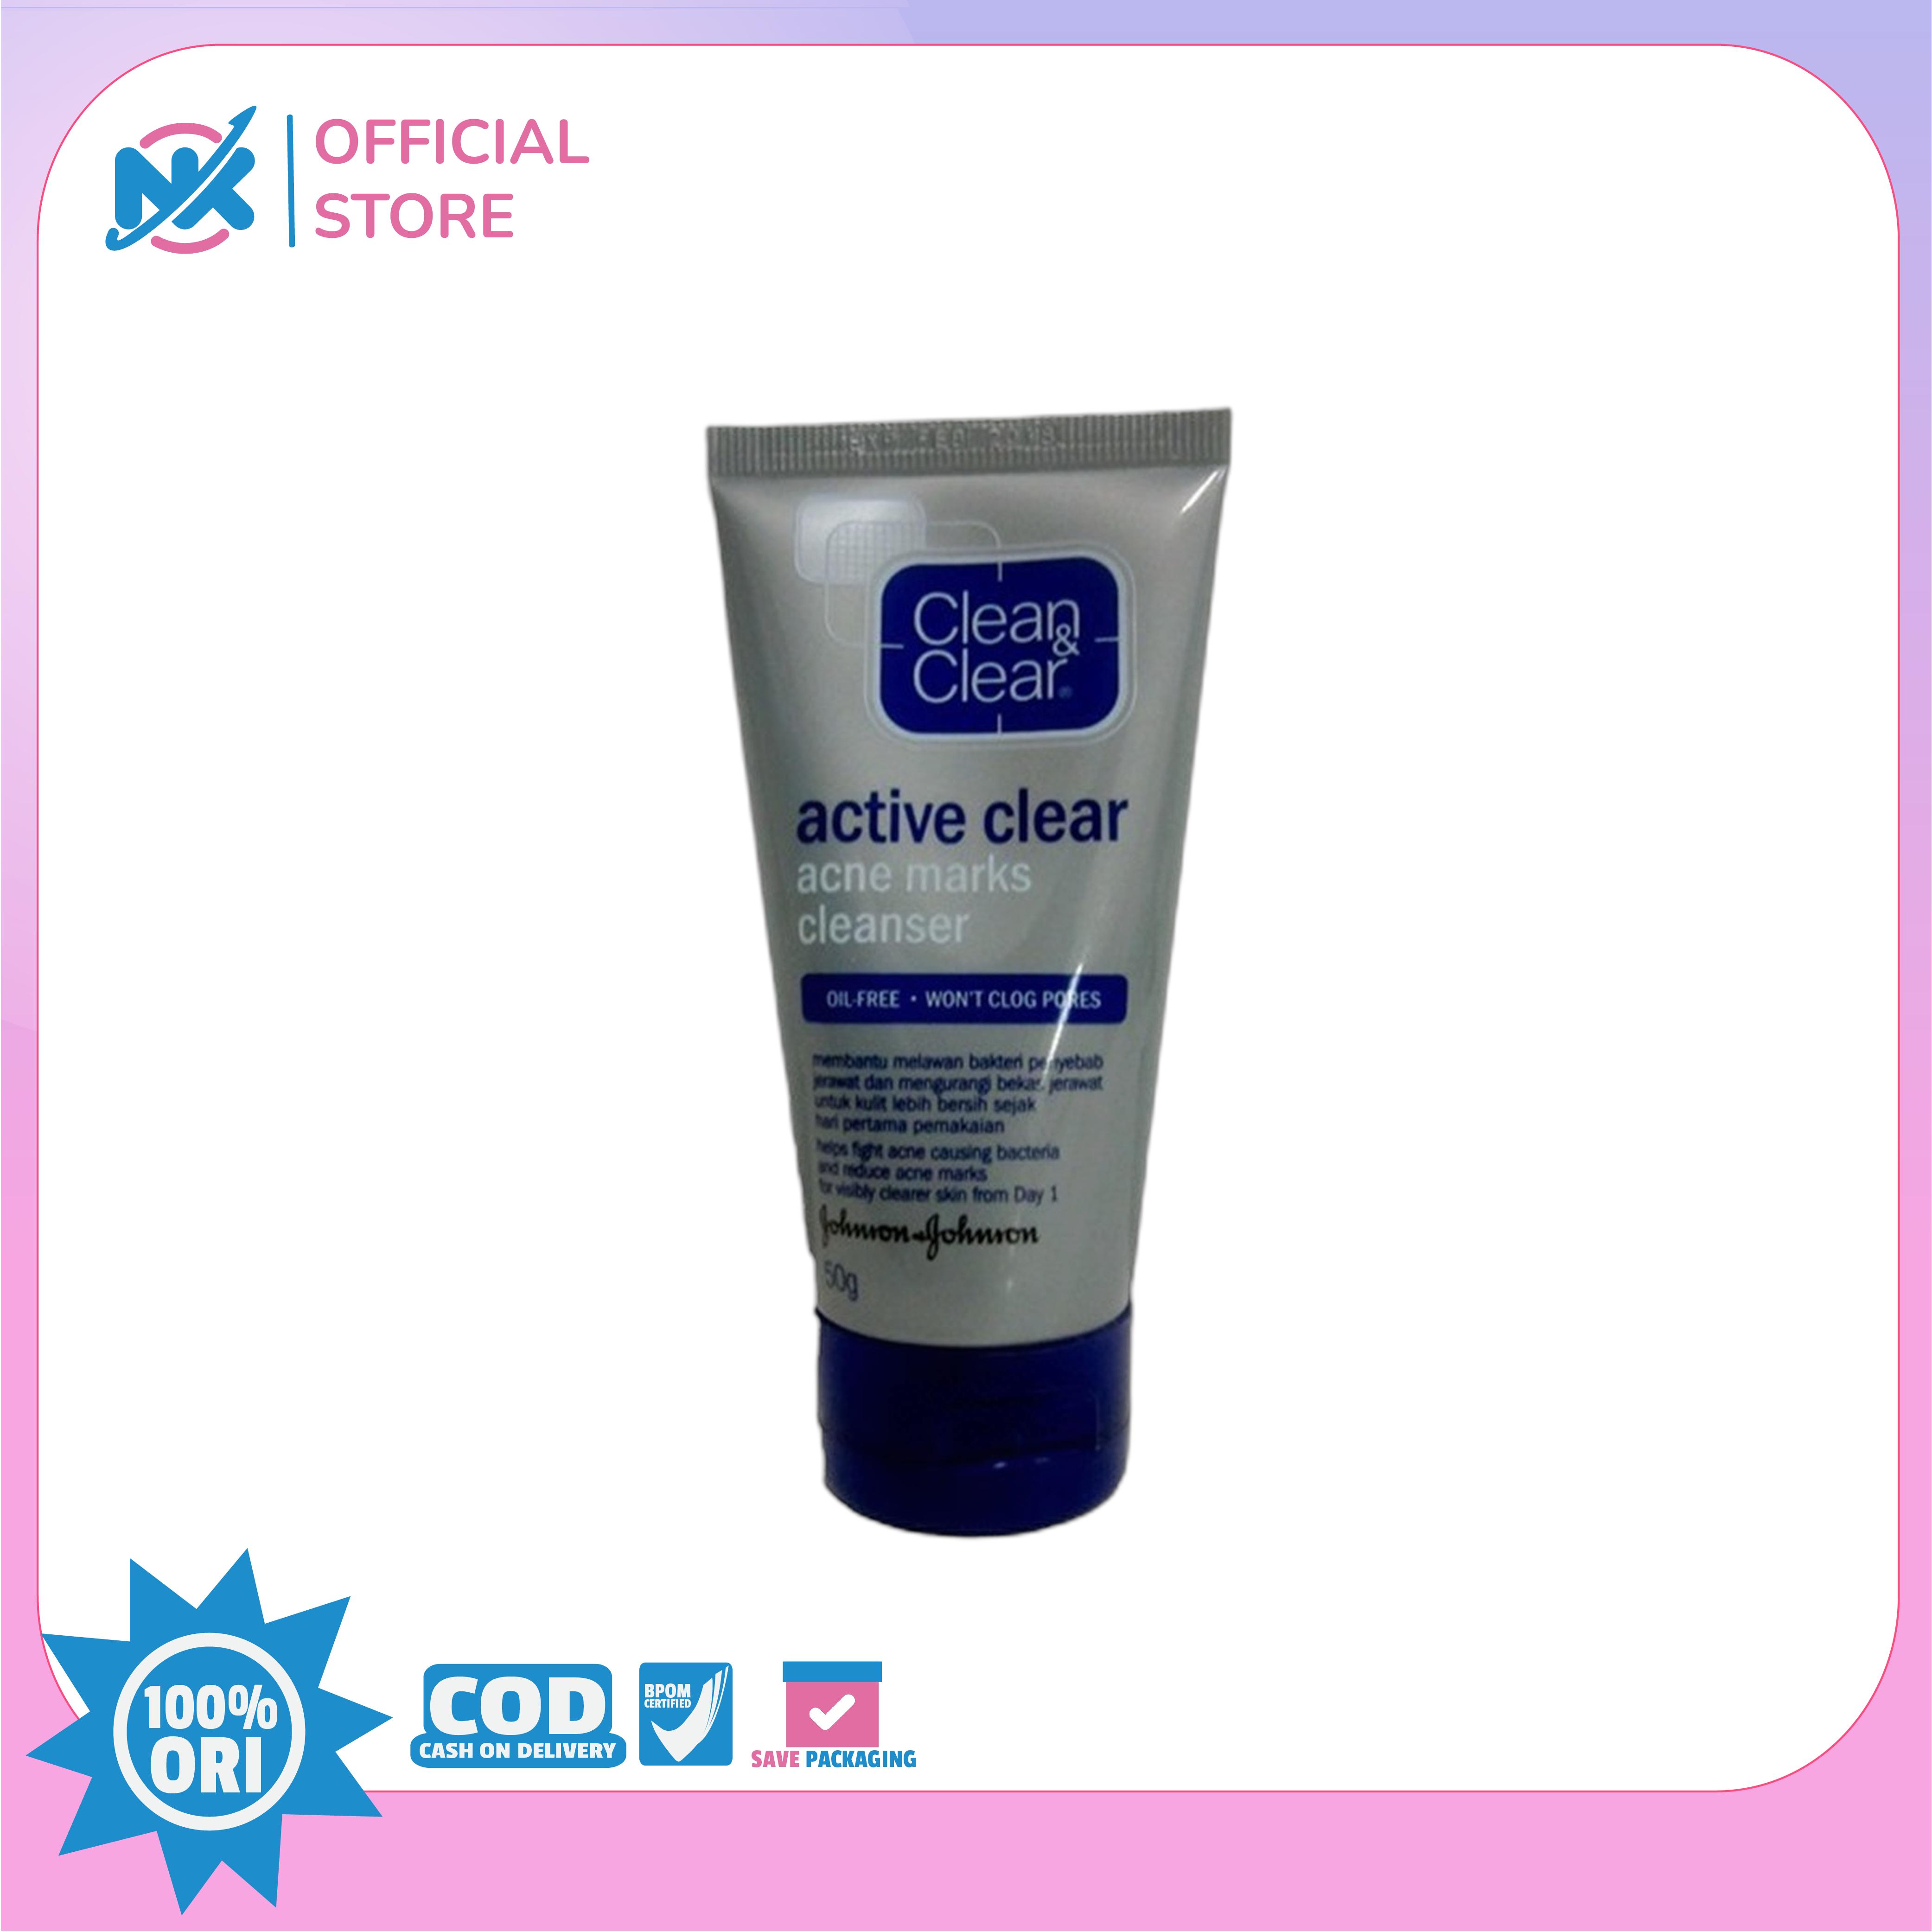 NK
OFFICIAL
STORE
Clean
&
Clear®
active clear
acne marks
cleanser
OIL-FREE • WON'T CLOG PORES
membantu melawan bakteri penyebab
jerawat dan mengurangi bekas jerawat
untuk kulit lebih bersih sejak
hari pertama pemakaian
helps fight acne causing bacteria
and reduce acne marks
for visibly clearer skin from Day 1
Johnson & Johnson
50g
100%
ORI
COD
CASH ON DELIVERY
BPOM
CERTIFIED
SAVE PACKAGING